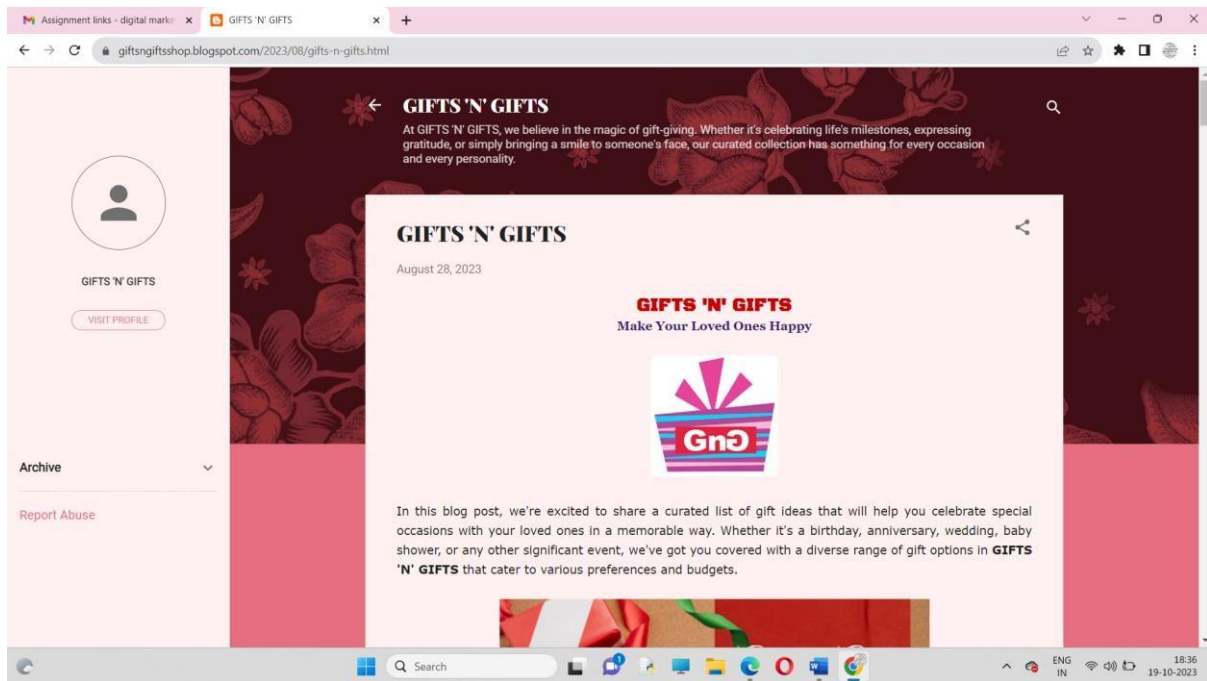 Assignment links - digital marke
GIFTS 'N' GIFTS
giftsngiftsshop.blogspot.com/2023/08/gifts-n-gifts.html
GIFTS 'N' GIFTS
At GIFTS 'N' GIFTS, we believe in the magic of gift-giving. Whether it's celebrating life's milestones, expressing
gratitude, or simply bringing a smile to someone's face, our curated collection has something for every occasion
and every personality.
GIFTS 'N' GIFTS
VISIT PROFILE
Archive
Report Abuse
GIFTS 'N' GIFTS
August 28, 2023
GIFTS 'N' GIFTS
Make Your Loved Ones Happy
GnG
In this blog post, we're excited to share a curated list of gift ideas that will help you celebrate special
occasions with your loved ones in a memorable way. Whether it's a birthday, anniversary, wedding, baby
shower, or any other significant event, we've got you covered with a diverse range of gift options in GIFTS
'N' GIFTS that cater to various preferences and budgets.
Search
ENG
IN
18:36
19-10-2023